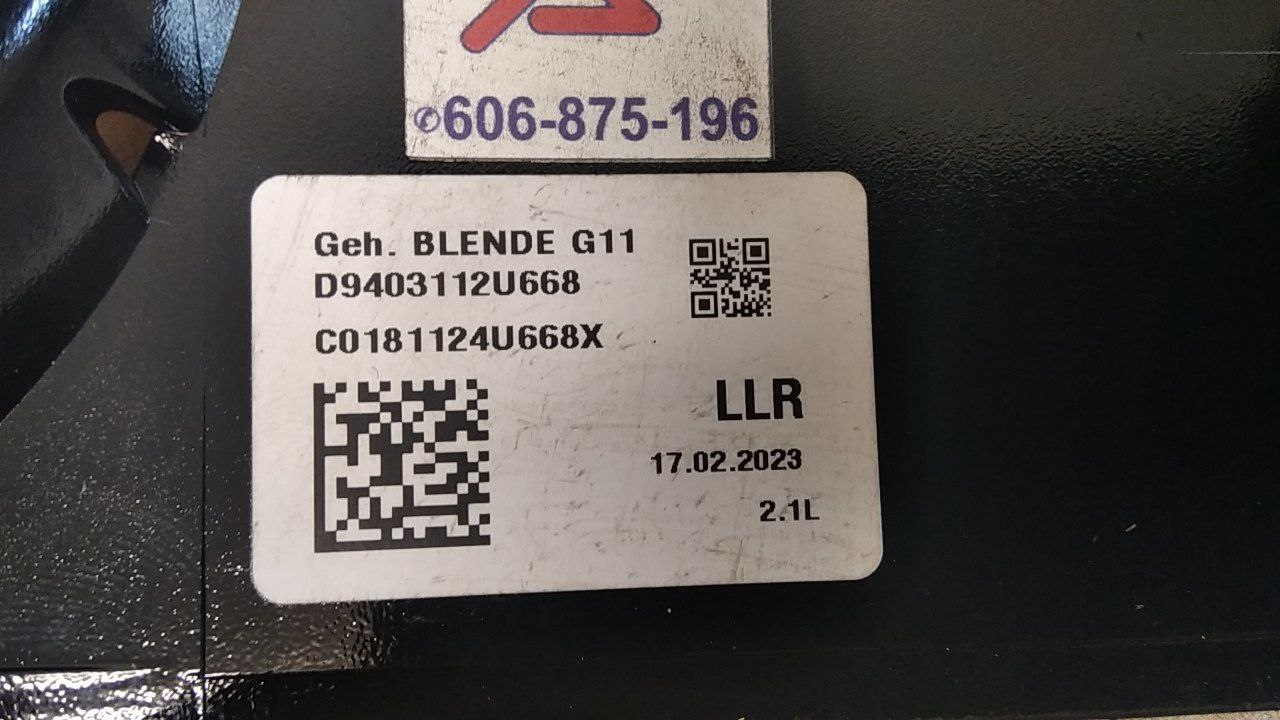 ✆606-875-196
Geh. BLENDE G11
D9403112U668
C0181124U668X
LLR
17.02.2023
2.1L